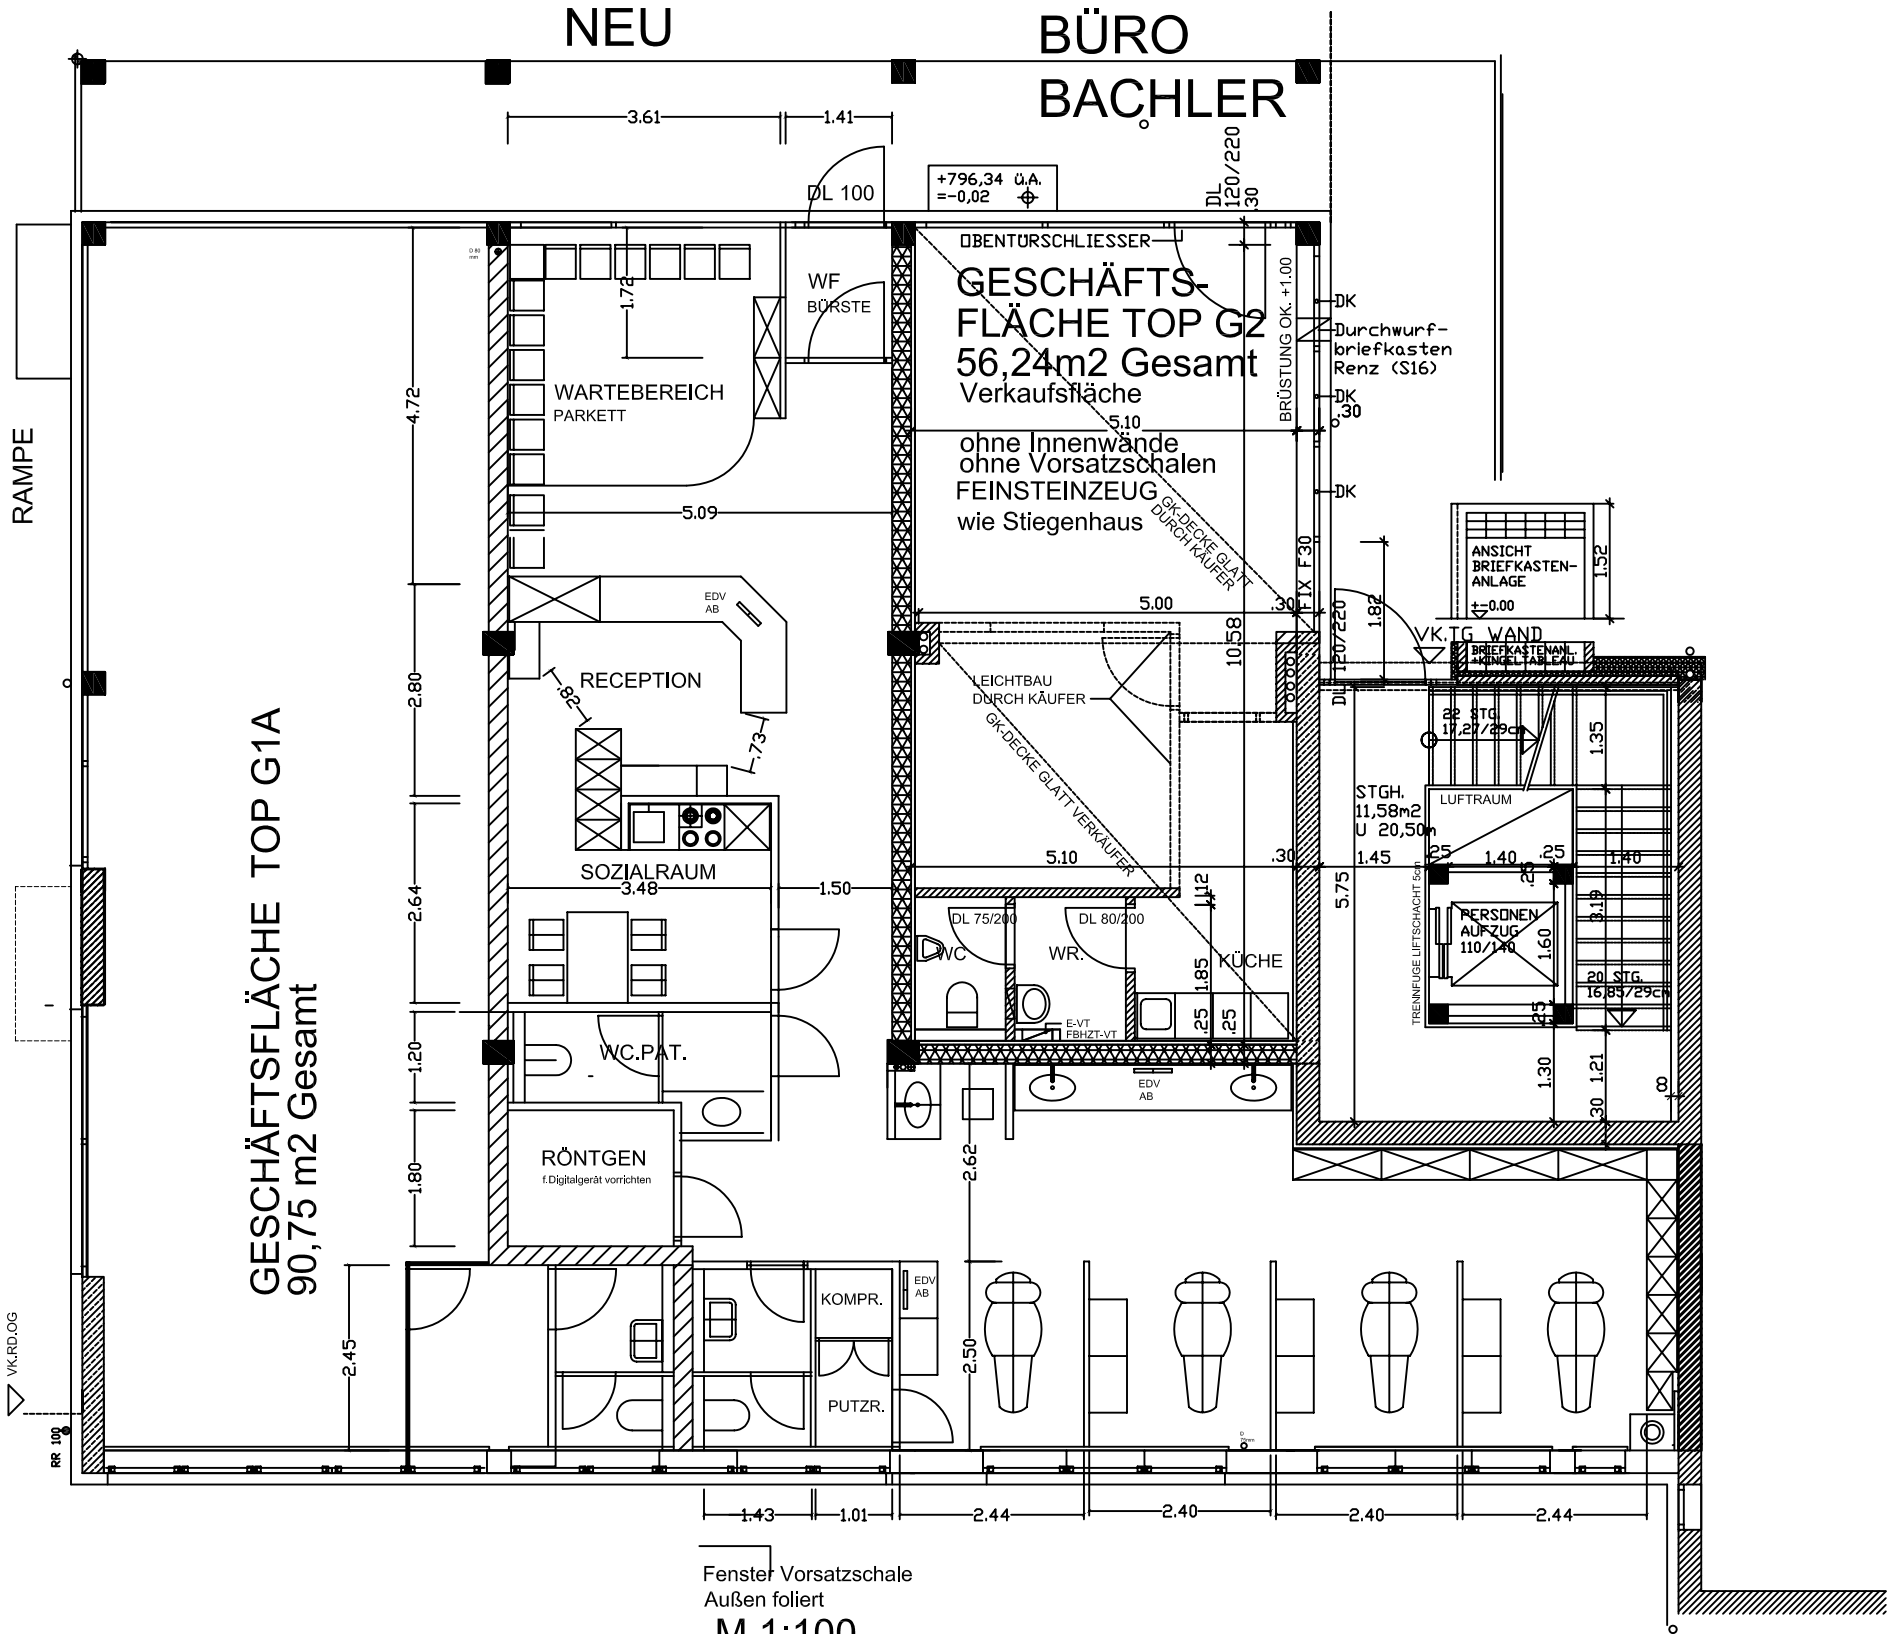 NEU
BÜRO
BACHLER
3.61
1.41
DL 100
+796,34 ü.A.
=-0,02
DL
120/220
.30
OBENTÜRSCHLIESSER
GESCHÄFTS-
FLÄCHE TOP G2
56,24m2 Gesamt
Verkaufsfläche
5.10
ohne Innenwände
ohne Vorsatzschalen
FEINSTEINZEUG
wie Stiegenhaus
BRÜSTUNG OK. +1.00
DK
Durchwurf-
briefkasten
Renz (S16)
DK
.30
DK
GK-DECKE GLATT
DURCH KÄUFER
FIX F30
D 80
mm
1.72
WF
BÜRSTE
WARTEBEREICH
PARKETT
4.72
5.09
RAMPE
ANSICHT
BRIEFKASTEN-
ANLAGE
+-0.00
1.52
1.82
VK.TG WAND
BRIEFKASTENANL.
+KINGELTABLEAU
DL 120/220
5.00
.30
10.58
EDV
AB
RECEPTION
.82
.73
2.80
LEICHTBAU
DURCH KÄUFER
GK-DECKE GLATT VERKÄUFER
22 STG.
17,27/29cm
1.35
STGH.
11,58m2
U 20,50m
LUFTRAUM
GESCHÄFTSFLÄCHE TOP G1A
90,75 m2 Gesamt
SOZIALRAUM
3.48
1.50
2.64
5.10
.30
1.45
.25
1.40
.25
1.40
.12
.25
5.75
3.19
TRENNFUGE LIFTSCHACHT 5cm
PERSONEN
AUFZUG
110/140
1.60
20 STG.
16,85/29cm
DL 75/200
DL 80/200
WC
WR.
KÜCHE
1.85
.25
.25
.25
E-VT
FBHZT-VT
WC.PAT.
1.20
EDV
AB
1.30
1.21
8
.30
RÖNTGEN
f.Digitalgerät vorrichten
1.80
2.62
2.45
KOMPR.
EDV
AB
PUTZR.
2.50
VK.RD.OG
RR 100
D
75mm
1.43
1.01
2.44
2.40
2.40
2.44
Fenster Vorsatzschale
Außen foliert
M 1:100